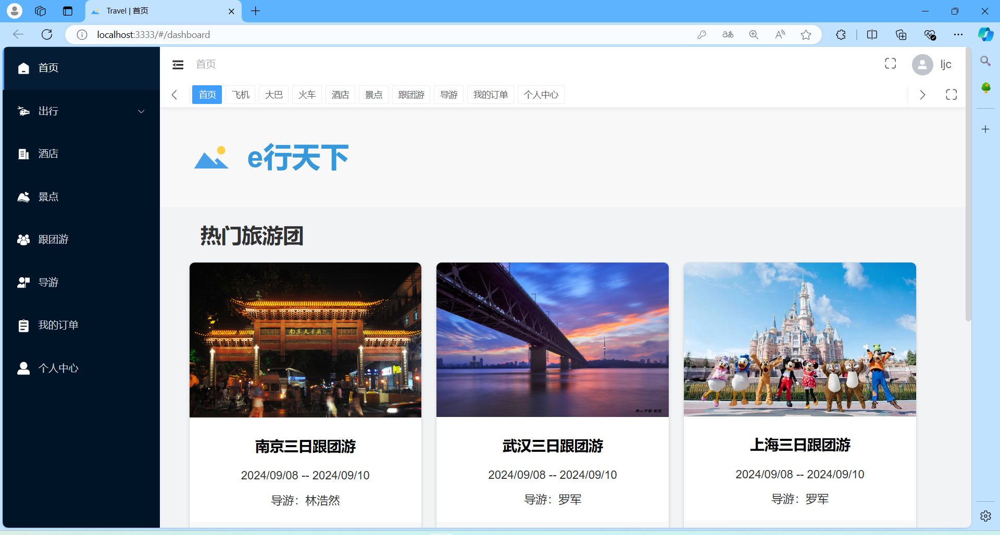 Travel | 首页
localhost:3333/#/dashboard
首页
出行
酒店
景点
跟团游
导游
我的订单
个人中心
首页
ljc
首页 飞机 大巴 火车 酒店 景点 跟团游 导游 我的订单 个人中心
e行天下
热门旅游团
南京夫子庙
南京三日跟团游
2024/09/08 -- 2024/09/10
导游：林浩然
武汉三日跟团游
2024/09/08 -- 2024/09/10
导游：罗军
上海三日跟团游
2024/09/08 -- 2024/09/10
导游：罗军